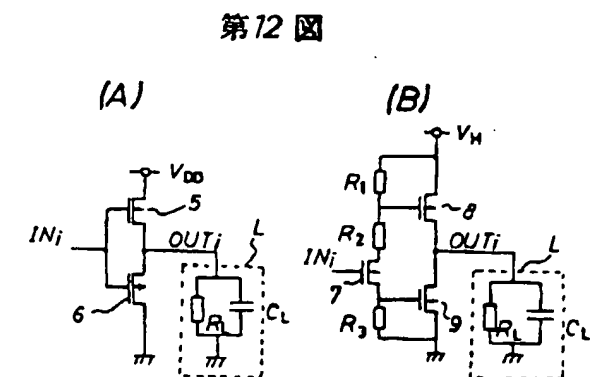 第12図
(A)
(B)
VDD
5
INi
OUTi
L
6
CL
VH
R1
8
R2
INi
OUTi
L
7
R3
9
RL
CL